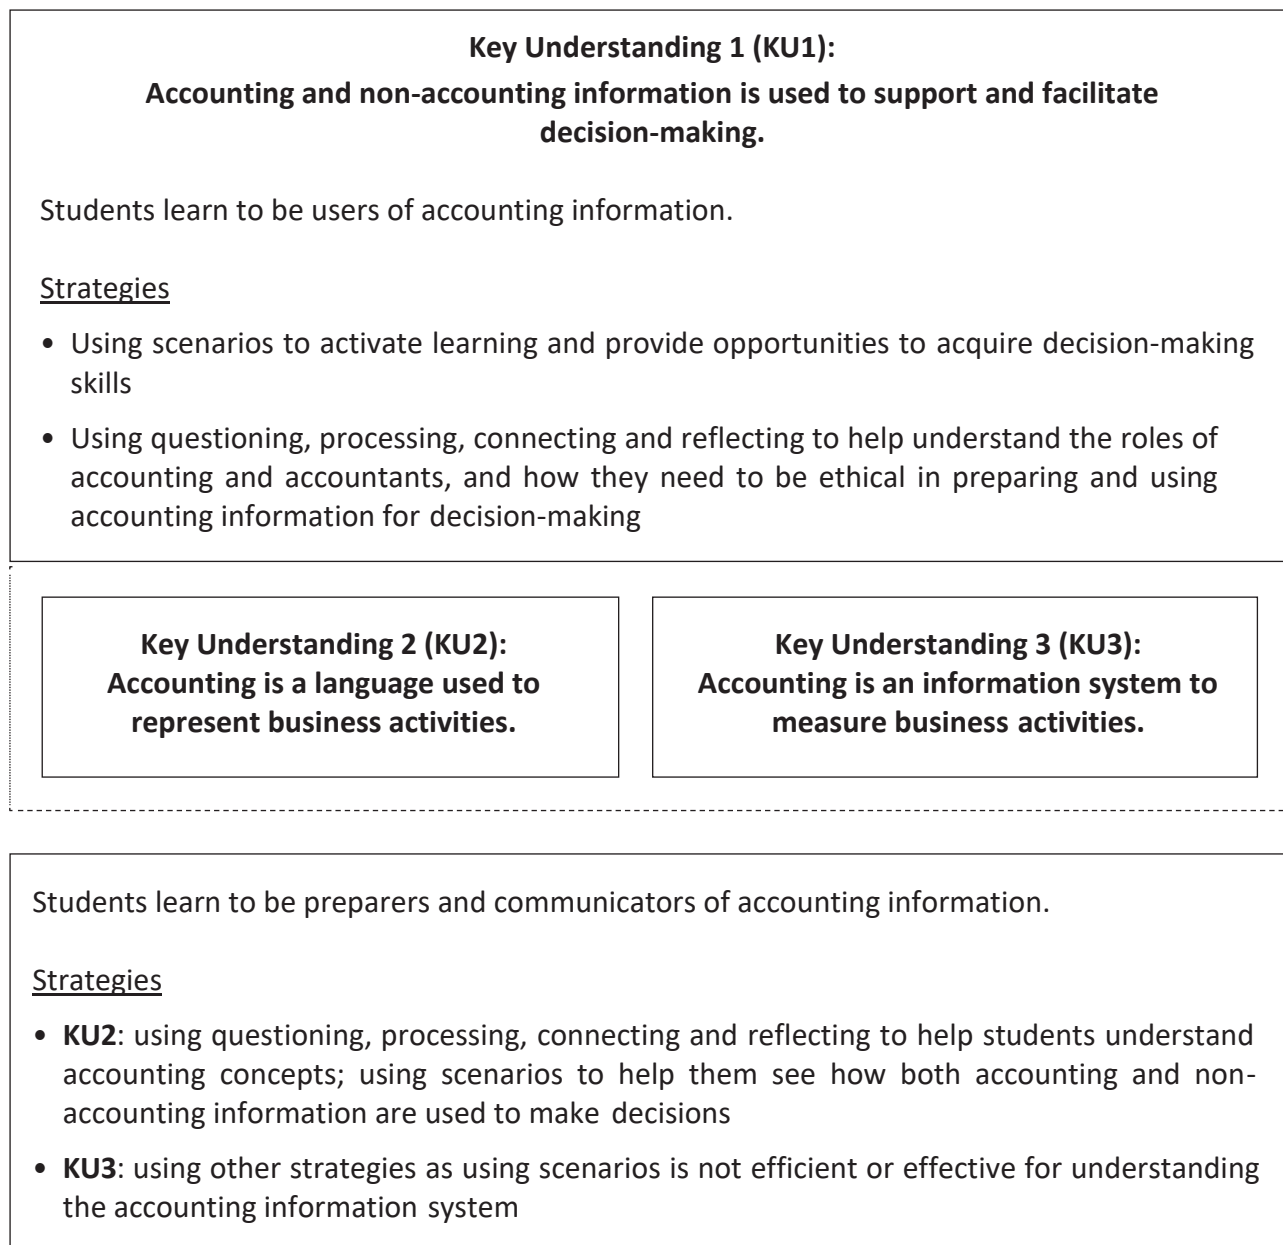 Key Understanding 1 (KU1):
Accounting and non-accounting information is used to support and facilitate
decision-making.
Students learn to be users of accounting information.
Strategies
• Using scenarios to activate learning and provide opportunities to acquire decision-making
skills
• Using questioning, processing, connecting and reflecting to help understand the roles of
accounting and accountants, and how they need to be ethical in preparing and using
accounting information for decision-making
Key Understanding 2 (KU2):
Accounting is a language used to
represent business activities.
Key Understanding 3 (KU3):
Accounting is an information system to
measure business activities.
Students learn to be preparers and communicators of accounting information.
Strategies
• KU2: using questioning, processing, connecting and reflecting to help students understand
accounting concepts; using scenarios to help them see how both accounting and non-
accounting information are used to make decisions
• KU3: using other strategies as using scenarios is not efficient or effective for understanding
the accounting information system